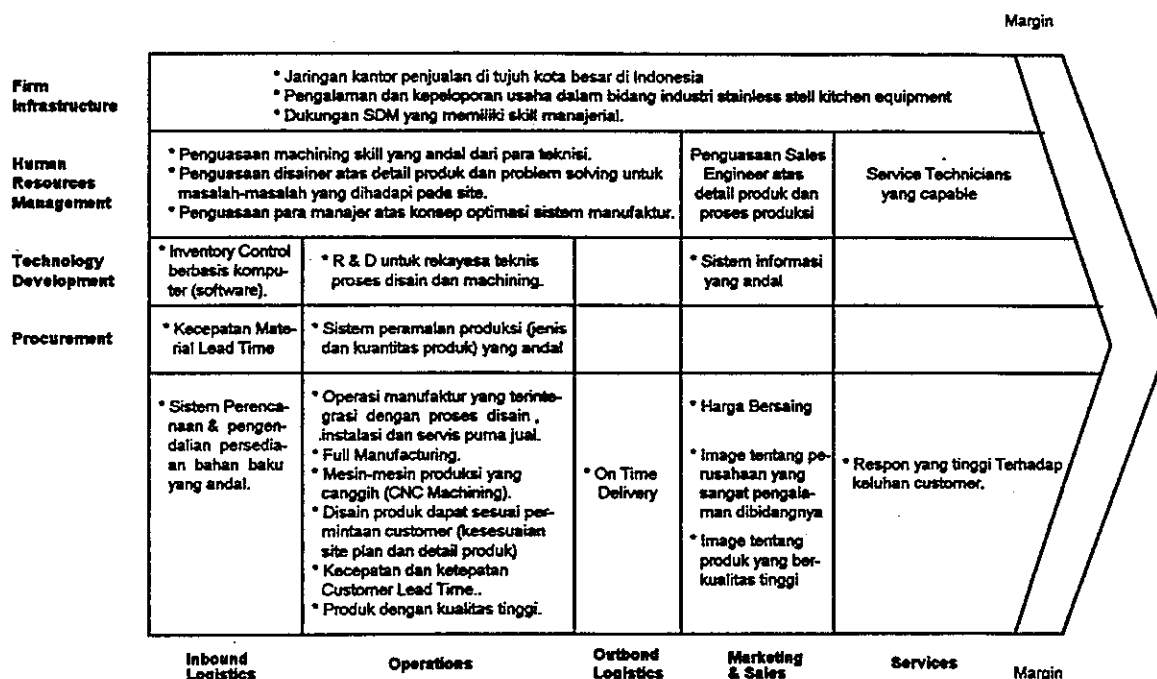 Margin
Firm
Infrastructure
* Jaringan kantor penjualan di tujuh kota besar di Indonesia
* Pengalaman dan kepeloporan usaha dalam bidang industri stainless stell kitchen equipment
* Dukungan SDM yang memiliki skill manajerial.
Human
Resources
Management
* Penguasaan machining skill yang andal dari para teknisi.
* Penguasaan disainer atas detail produk dan problem solving untuk
masalah-masalah yang dihadapi pada site.
* Penguasaan para manajer atas konsep optimasi sistem manufaktur.
Penguasaan Sales
Engineer atas
detail produk dan
proses produksi
Service Technicians
yang capable
Technology
Development
* Inventory Control
berbasis kompu-
ter (software).
* R & D untuk rekayasa teknis
proses disain dan machining.
* Sistem informasi
yang andal
Procurement
* Kecepatan Mate-
rial Lead Time
* Sistem peramalan produksi (jenis
dan kuantitas produk) yang andal
* Sistem Perenca-
naan & pengen-
dalian persedia-
an bahan baku
yang andal.
* Operasi manufaktur yang terinte-
grasi dengan proses disain ,
.instalasi dan servis purna jual.
* Full Manufacturing.
* Mesin-mesin produksi yang
canggih (CNC Machining).
* Disain produk dapat sesuai per-
mintaan customer (kesesuaian
site plan dan detail produk)
* Kecepatan dan ketepatan
Customer Lead Time..
* Produk dengan kualitas tinggi.
* On Time
Delivery
* Harga Bersaing
* Image tentang pe-
rusahaan yang
sangat pengala-
man dibidangnya
* Image tentang
produk yang ber-
kualitas tinggi
* Respon yang tinggi Terhadap
keluhan customer.
Inbound
Logistics
Operations
Outbond
Logistics
Marketing
& Sales
Services
Margin